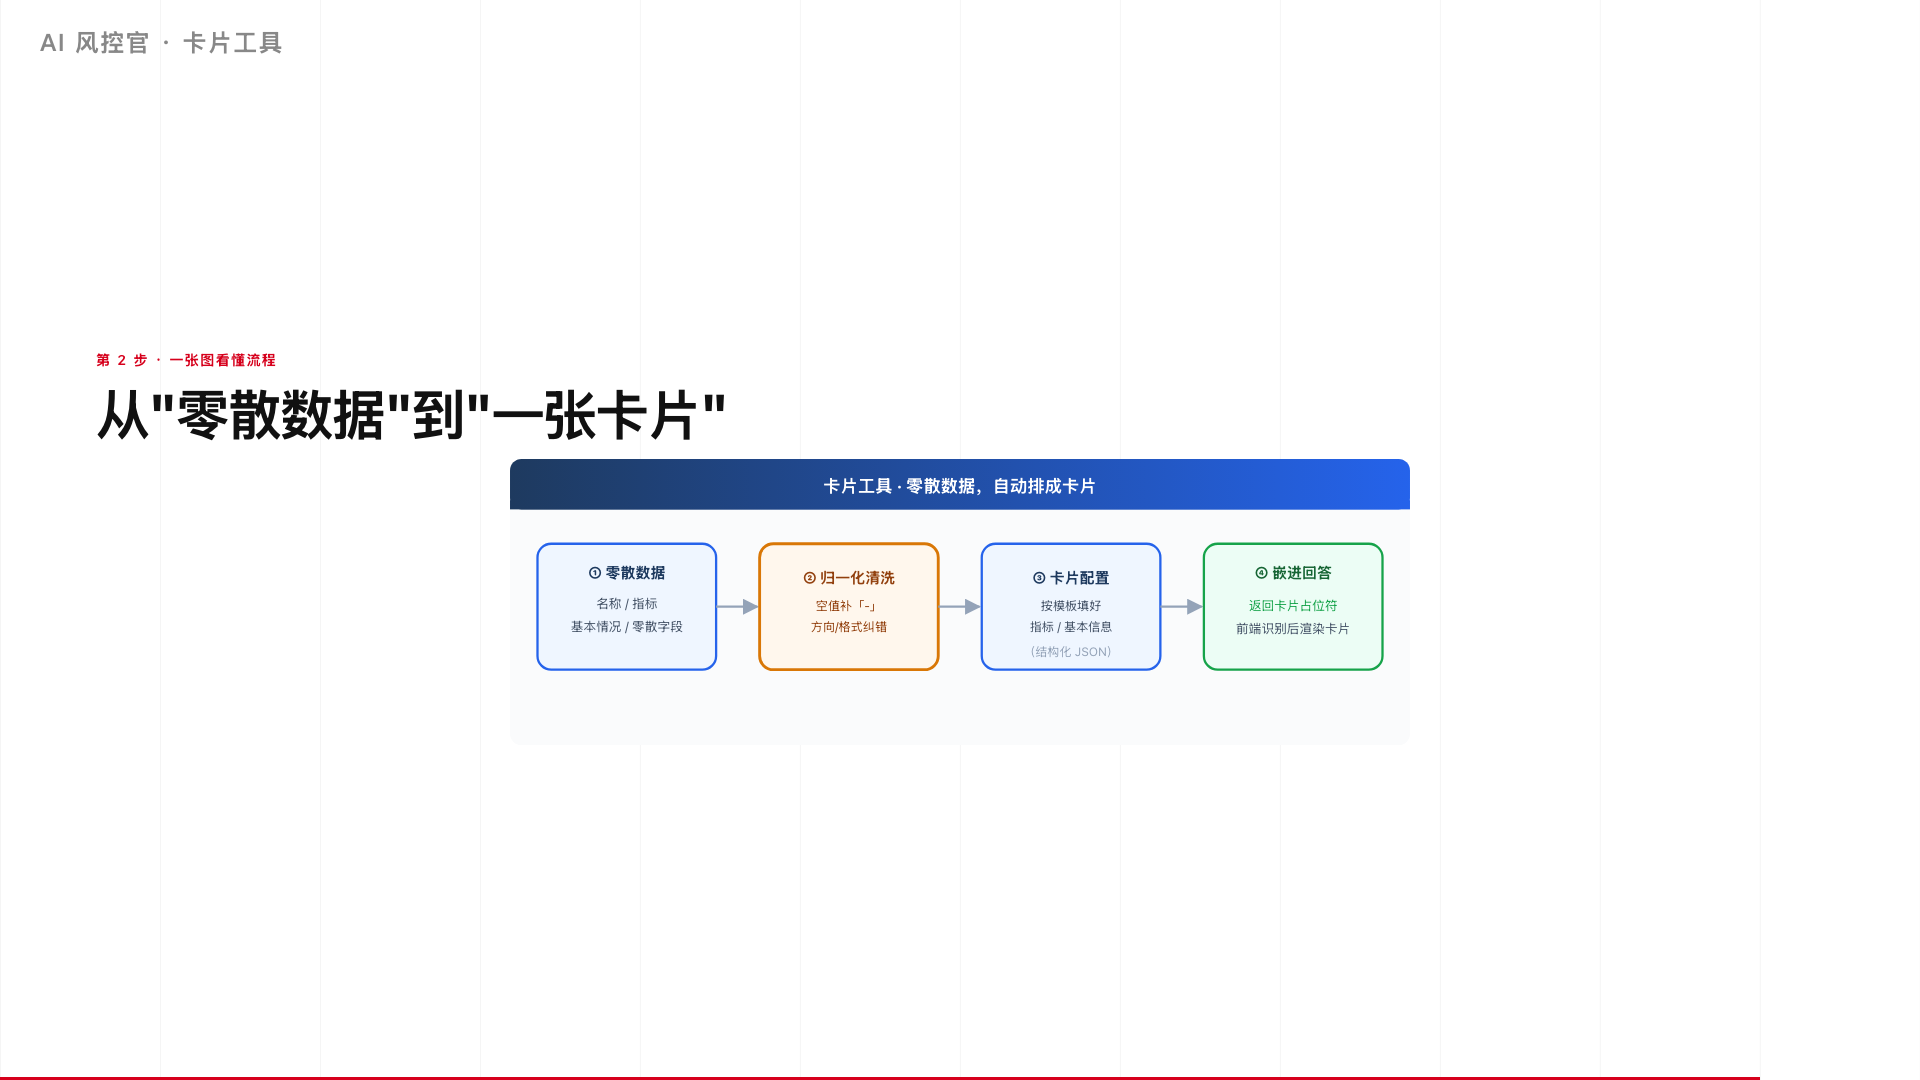 AI 风控官 · 卡片工具
第 2 步 · 一张图看懂流程
从"零散数据"到"一张卡片"
卡片工具 · 零散数据，自动排成卡片
① 零散数据
名称 / 指标
基本情况 / 零散字段
② 归一化清洗
空值补「-」
方向/格式纠错
③ 卡片配置
按模板填好
指标 / 基本信息
(结构化 JSON)
④ 嵌进回答
返回卡片占位符
前端识别后渲染卡片